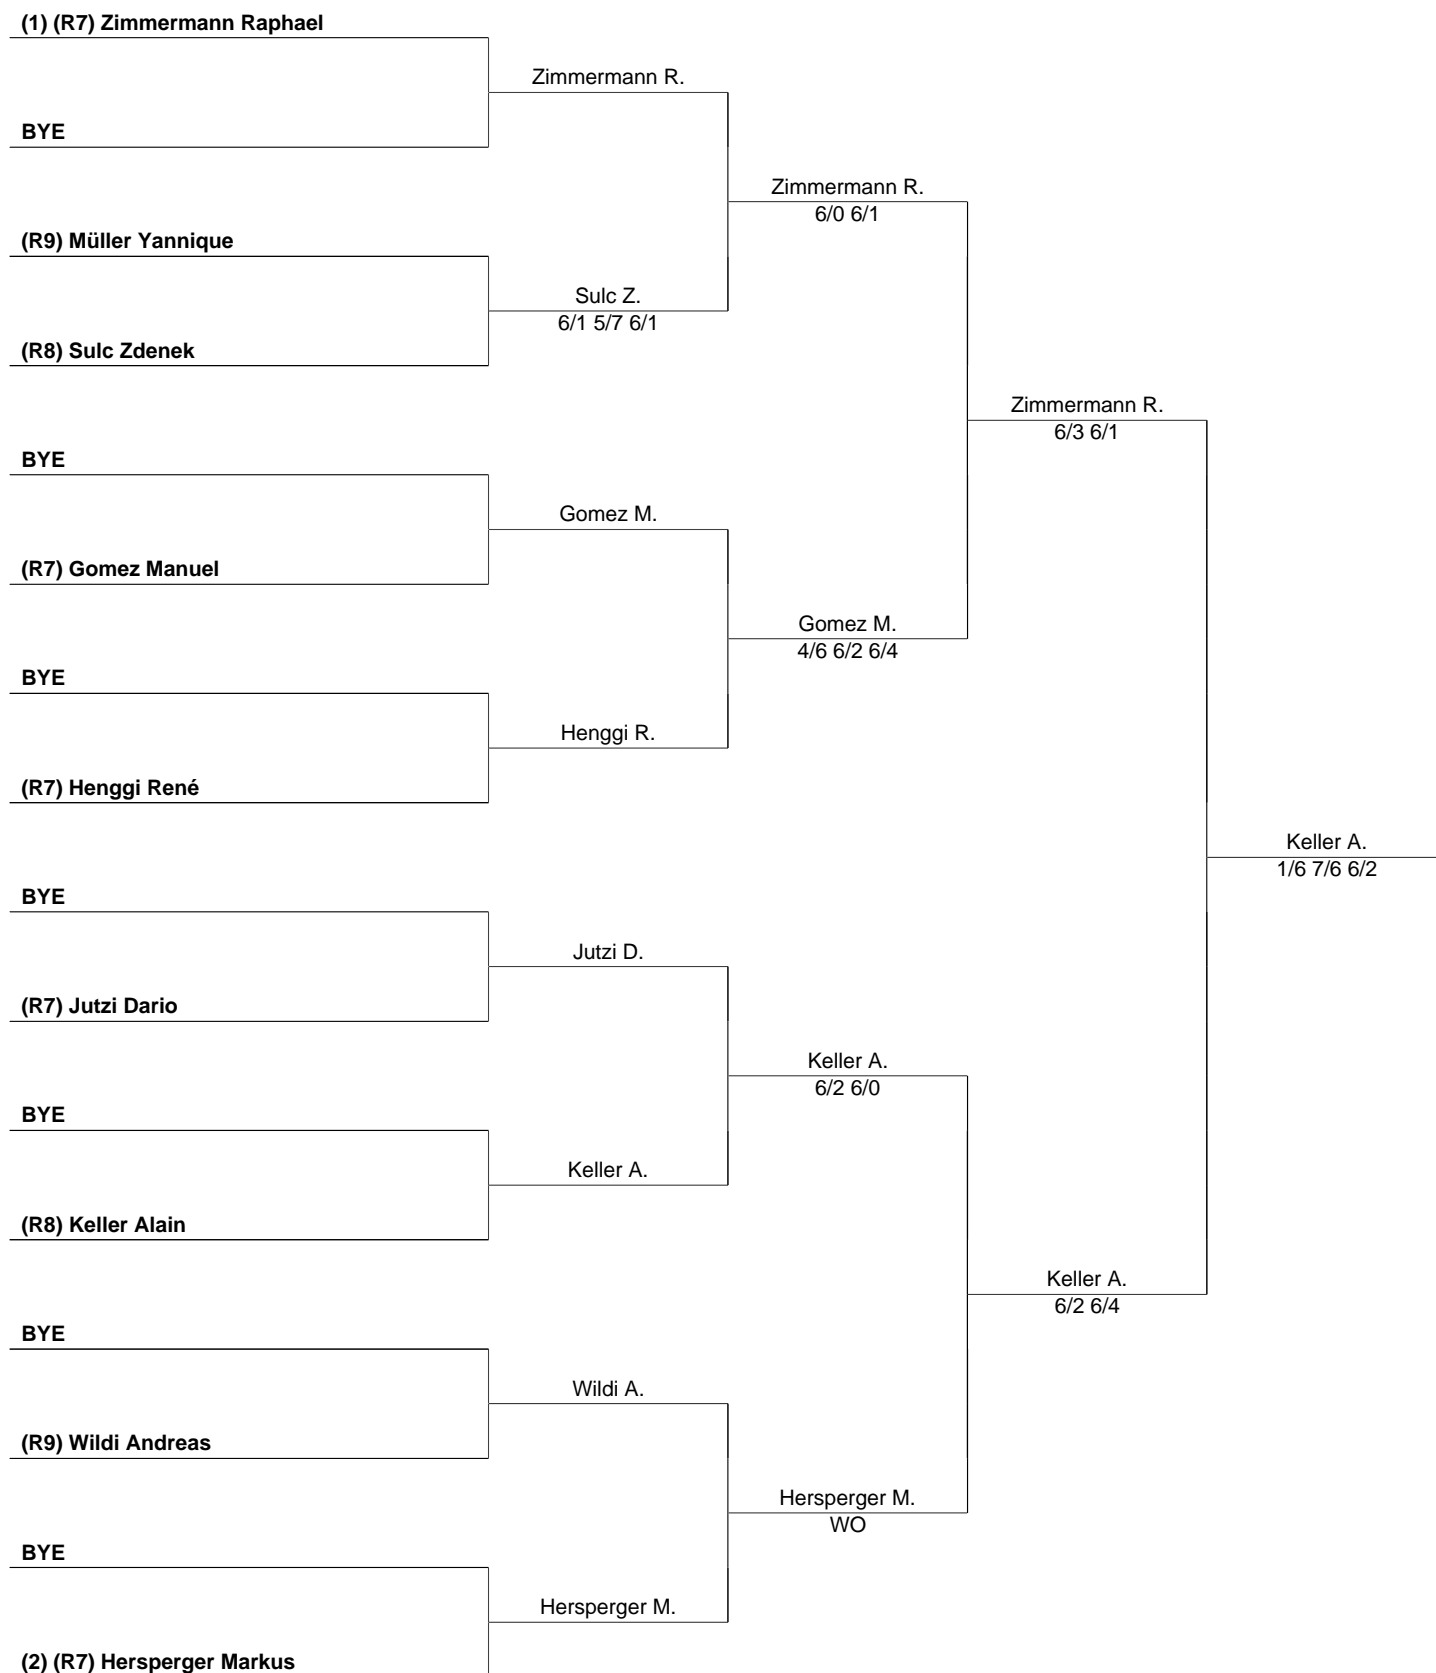 (1) (R7) Zimmermann Raphael
Zimmermann R.
BYE
Zimmermann R.
6/0 6/1
(R9) Müller Yannique
Sulc Z.
6/1 5/7 6/1
(R8) Sulc Zdenek
Zimmermann R.
6/3 6/1
BYE
Gomez M.
(R7) Gomez Manuel
Gomez M.
4/6 6/2 6/4
BYE
Henggi R.
(R7) Henggi René
Keller A.
1/6 7/6 6/2
BYE
Jutzi D.
(R7) Jutzi Dario
Keller A.
6/2 6/0
BYE
Keller A.
(R8) Keller Alain
Keller A.
6/2 6/4
BYE
Wildi A.
(R9) Wildi Andreas
Hersperger M.
WO
BYE
Hersperger M.
(2) (R7) Hersperger Markus